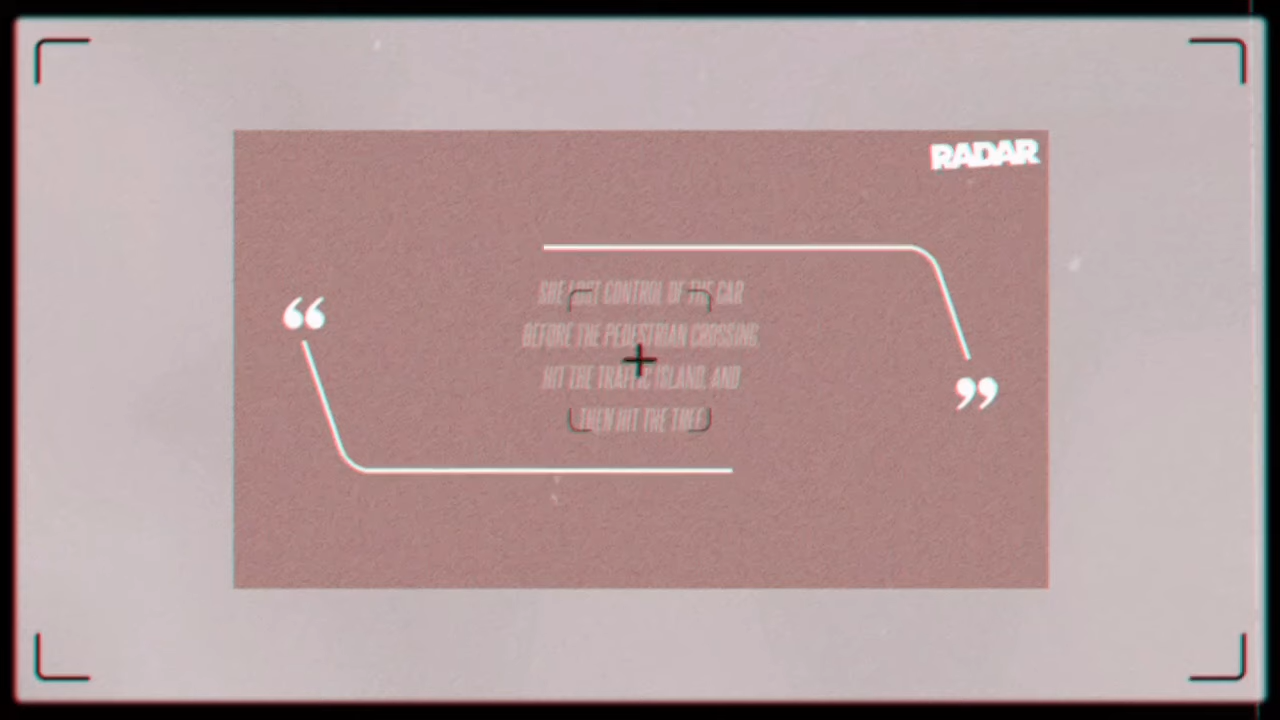 RADAR
SHE LOST CONTROL OF THE CAR
BEFORE THE PEDESTRIAN CROSSING,
HIT THE TRAFFIC ISLAND, AND
THEN HIT THE TREE